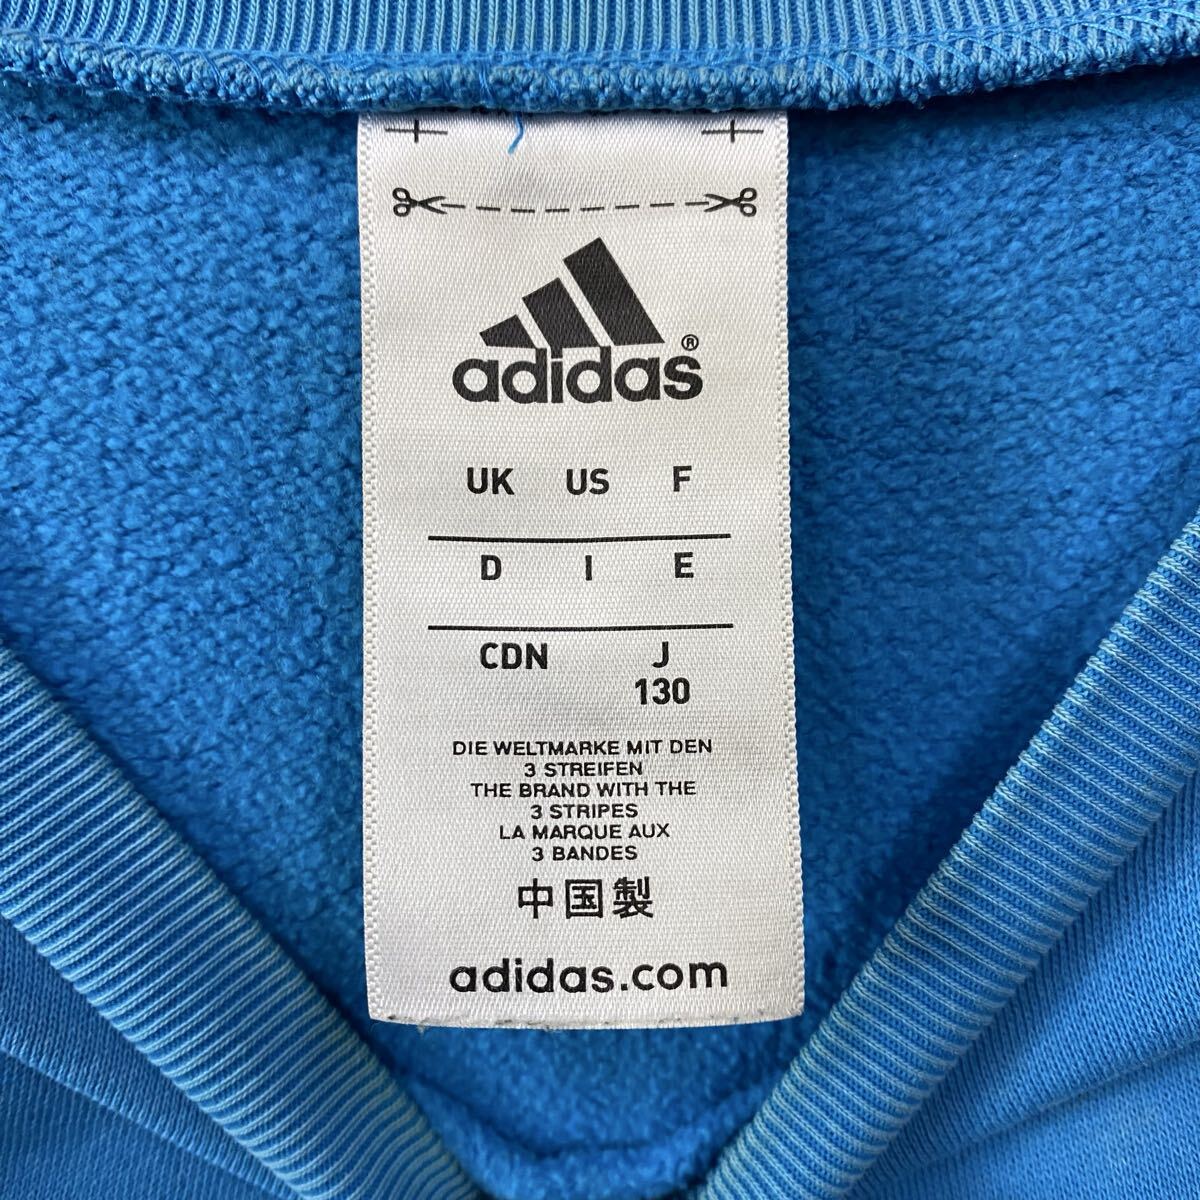 adidas®
UK US F
D I E
CDN J
130
DIE WELTMARKE MIT DEN
3 STREIFEN
THE BRAND WITH THE
3 STRIPES
LA MARQUE AUX
3 BANDES
中国製
adidas.com